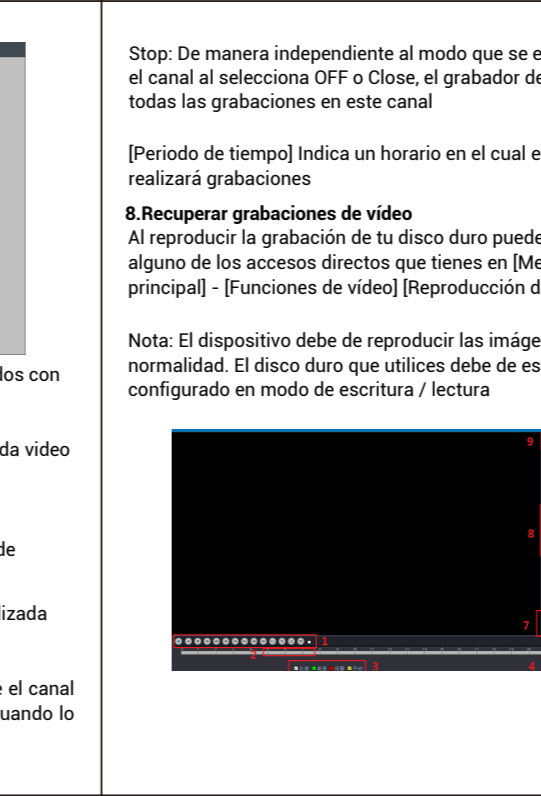 dos con
da video
de
lizada
e el canal
uando lo
Stop: De manera independiente al modo que se e
el canal al selecciona OFF o Close, el grabador de
todas las grabaciones en este canal
[Periodo de tiempo] Indica un horario en el cual e
realizará grabaciones
8.Recuperar grabaciones de vídeo
Al reproducir la grabación de tu disco duro puede
alguno de los accesos directos que tienes en [Me
principal] - [Funciones de vídeo] [Reproducción d
Nota: El dispositivo debe de reproducir las imáge
normalidad. El disco duro que utilices debe de es
configurado en modo de escritura / lectura
9
8
7
1
2
3
4